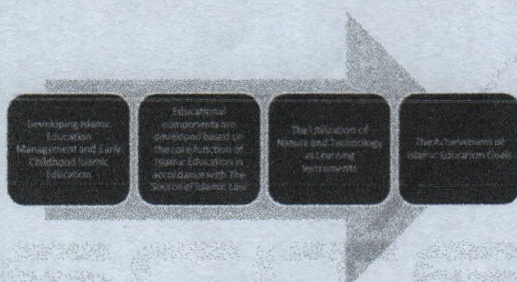 Developing Islamic
Education
Management and Early
Childhood Islamic
Education
Educational
components are
developed based on
the core function of
Islamic Education in
accordance with The
Source of Islamic Law
The Utilization of
Nature and Technology
as Learning
Instruments
The Achievement of
Islamic Education Goals